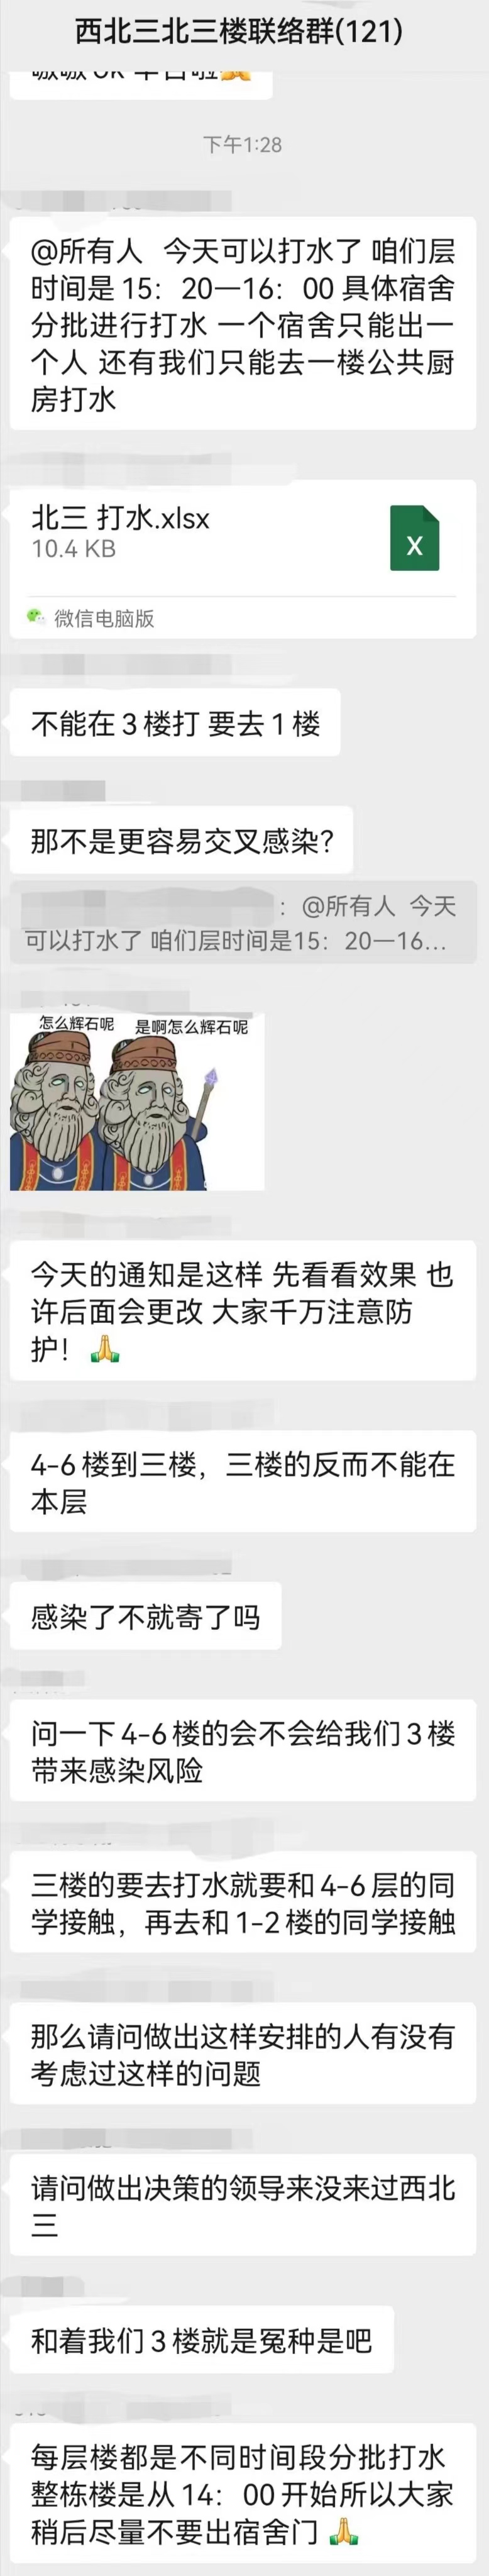 西北三北三楼联络群(121)
嗷嗷 OK 辛苦啦🙏
下午1:28
@所有人 今天可以打水了 咱们层
时间是 15：20一16：00 具体宿舍
分批进行打水 一个宿舍只能出一
个人 还有我们只能去一楼公共厨
房打水
北三 打水.xlsx
10.4 KB
X
微信电脑版
不能在 3 楼打 要去 1 楼
那不是更容易交叉感染?
：@所有人 今天
可以打水了 咱们层时间是15：20一16...
怎么辉石呢
是啊怎么辉石呢
今天的通知是这样 先看看效果 也
许后面会更改 大家千万注意防
护！🙏
4-6 楼到三楼，三楼的反而不能在
本层
感染了不就寄了吗
问一下 4-6 楼的会不会给我们 3 楼
带来感染风险
三楼的要去打水就要和 4-6 层的同
学接触，再去和 1-2 楼的同学接触
那么请问做出这样安排的人有没有
考虑过这样的问题
请问做出决策的领导来没来过西北
三
和着我们 3 楼就是冤种是吧
每层楼都是不同时间段分批打水
整栋楼是从 14：00 开始所以大家
稍后尽量不要出宿舍门 🙏